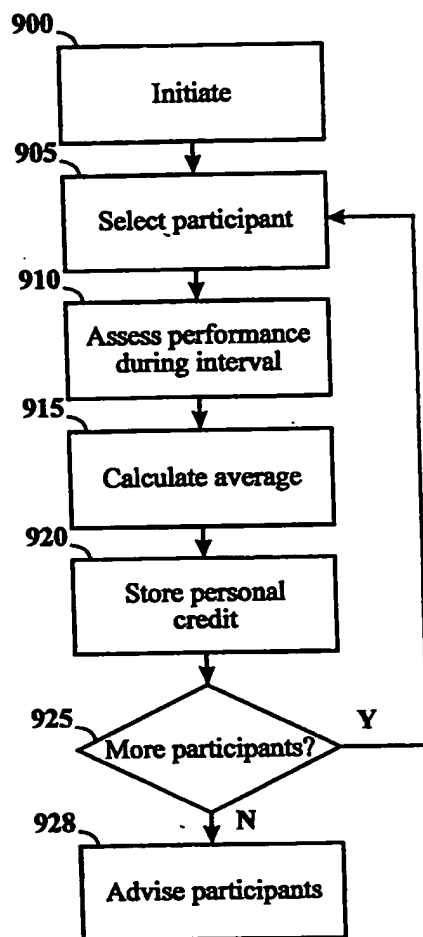 900
Initiate
905
Select participant
910
Assess performance
during interval
915
Calculate average
920
Store personal
credit
925
More participants?
Y
N
928
Advise participants